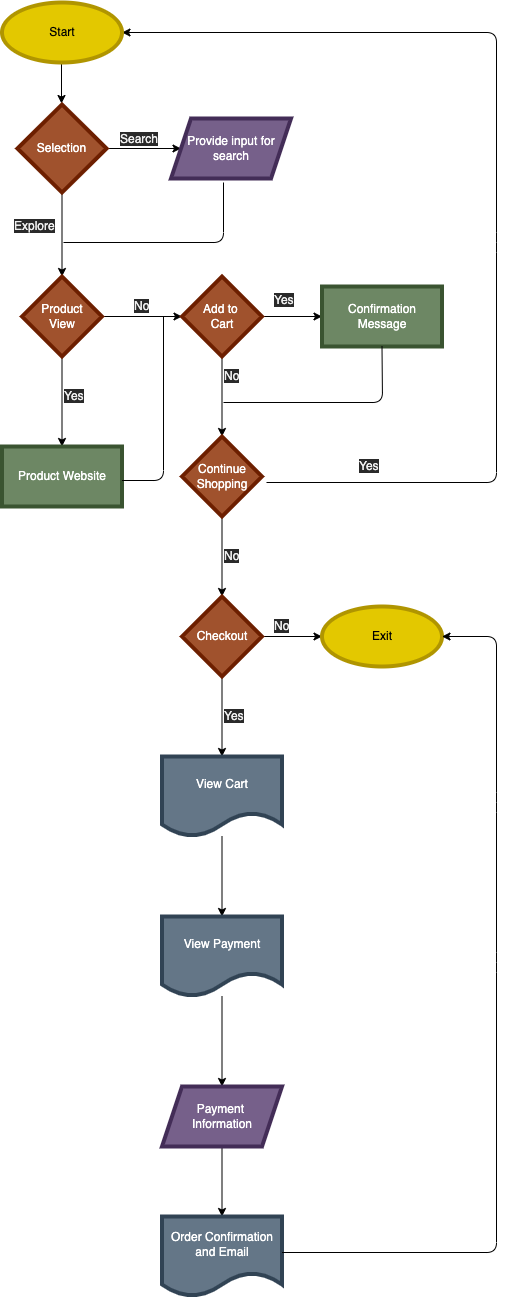 Start
Selection
Search
Provide input for
search
Explore
Product
View
No
Add to
Cart
Yes
Confirmation
Message
Yes
No
Product Website
Continue
Shopping
Yes
No
Checkout
No
Exit
Yes
View Cart
View Payment
Payment
Information
Order Confirmation
and Email